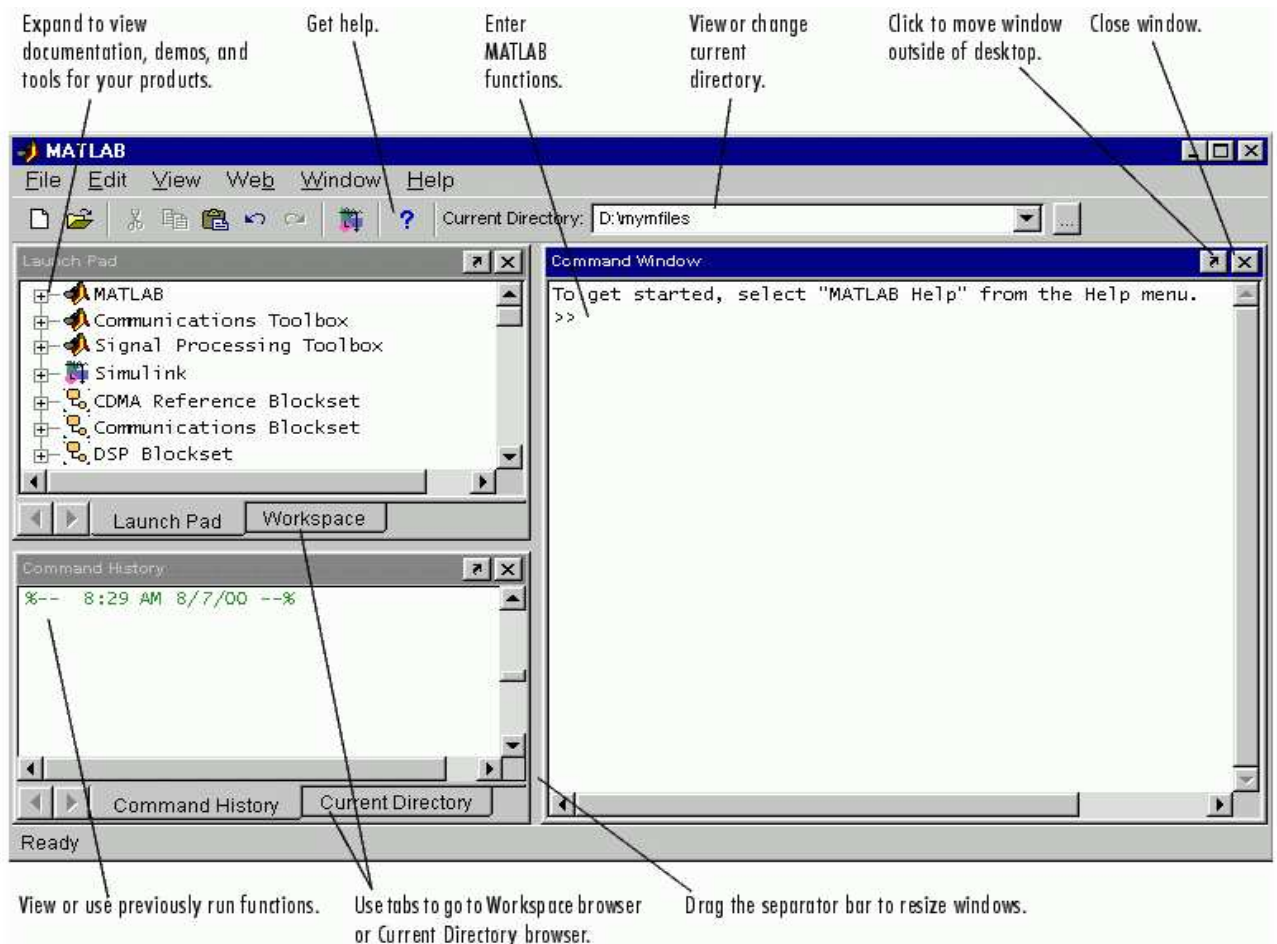 Expand to view
documentation, demos, and
tools for your products.
Get help.
Enter
MATLAB
functions.
View or change
current
directory.
Click to move window
outside of desktop.
Close window.
MATLAB
File Edit View Web Window Help
? Current Directory: D:\mymfiles ...
Launch Pad
MATLAB
Communications Toolbox
Signal Processing Toolbox
Simulink
CDMA Reference Blockset
Communications Blockset
DSP Blockset
Launch Pad Workspace
Command History
%-- 8:29 AM 8/7/00 --%
Command History Current Directory
Command Window
To get started, select "MATLAB Help" from the Help menu.
>>
Ready
View or use previously run functions.
Use tabs to go to Workspace browser
or Current Directory browser.
Drag the separator bar to resize windows.